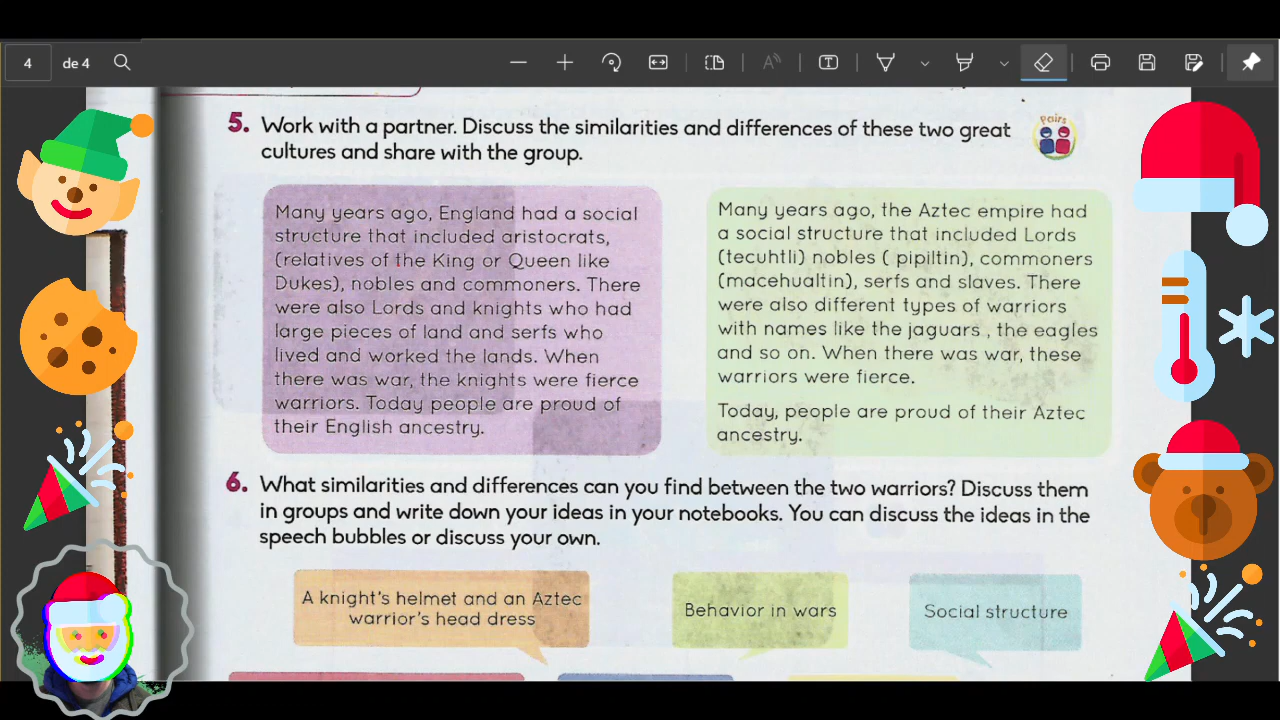 4 de 4
5. Work with a partner. Discuss the similarities and differences of these two great
cultures and share with the group.
Pairs
Many years ago, England had a social
structure that included aristocrats,
(relatives of the King or Queen like
Dukes), nobles and commoners. There
were also Lords and knights who had
large pieces of land and serfs who
lived and worked the lands. When
there was war, the knights were fierce
warriors. Today people are proud of
their English ancestry.
Many years ago, the Aztec empire had
a social structure that included Lords
(tecuhtli) nobles ( pipiltin), commoners
(macehualtin), serfs and slaves. There
were also different types of warriors
with names like the jaguars , the eagles
and so on. When there was war, these
warriors were fierce.
Today, people are proud of their Aztec
ancestry.
6. What similarities and differences can you find between the two warriors? Discuss them
in groups and write down your ideas in your notebooks. You can discuss the ideas in the
speech bubbles or discuss your own.
A knight's helmet and an Aztec
warrior's head dress
Behavior in wars
Social structure